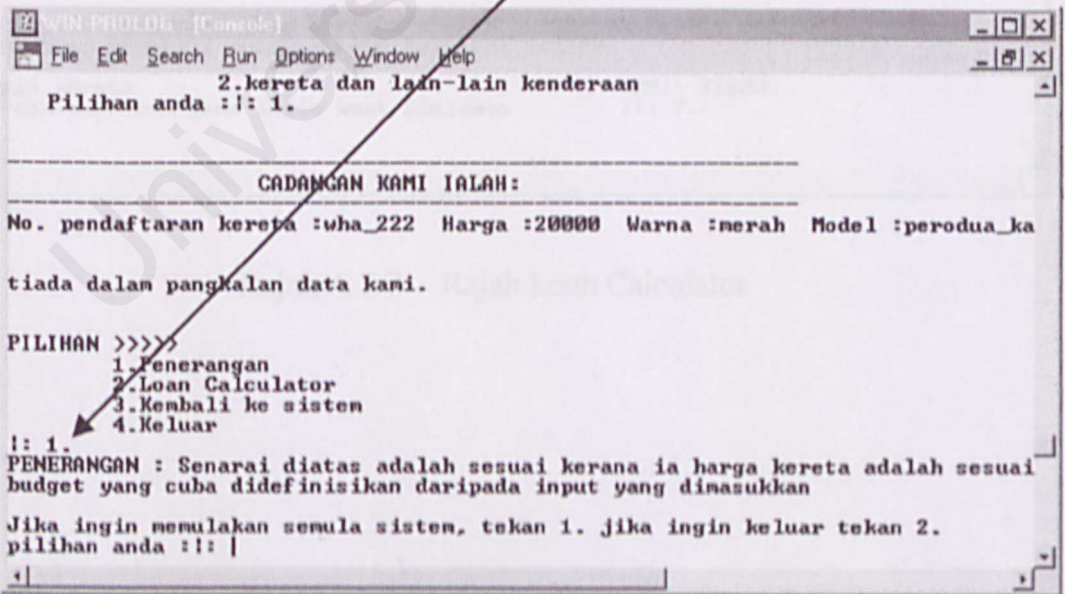 WIN-PROLOG - [Console]
File Edit Search Run Options Window Help
2.kereta dan lain-lain kenderaan
Pilihan anda :|: 1.
CADANGAN KAMI IALAH:
No. pendaftaran kereta :wha_222 Harga :20000 Warna :merah Model :perodua_ka
tiada dalam pangkalan data kami.
PILIHAN >>>>>
1.Penerangan
2.Loan Calculator
3.Kembali ke sistem
4.Keluar
|: 1.
PENERANGAN : Senarai diatas adalah sesuai kerana ia harga kereta adalah sesuai
budget yang cuba didefinisikan daripada input yang dimasukkan
Jika ingin memulakan semula sistem, tekan 1. jika ingin keluar tekan 2.
pilihan anda :|: |
Rajah Loan Calculator